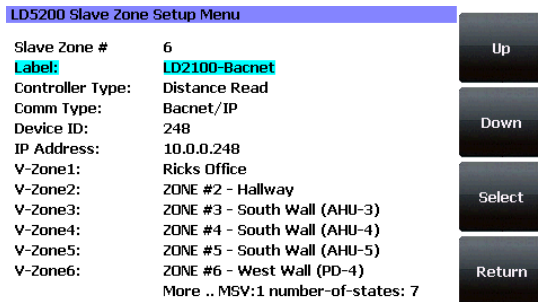 LD5200 Slave Zone Setup Menu
Slave Zone # 6
Label: LD2100-Bacnet
Controller Type: Distance Read
Comm Type: Bacnet/IP
Device ID: 248
IP Address: 10.0.0.248
V-Zone1: Ricks Office
V-Zone2: ZONE #2 - Hallway
V-Zone3: ZONE #3 - South Wall (AHU-3)
V-Zone4: ZONE #4 - South Wall (AHU-4)
V-Zone5: ZONE #5 - South Wall (AHU-5)
V-Zone6: ZONE #6 - West Wall (PD-4)
More .. MSV:1 number-of-states: 7
Up
Down
Select
Return